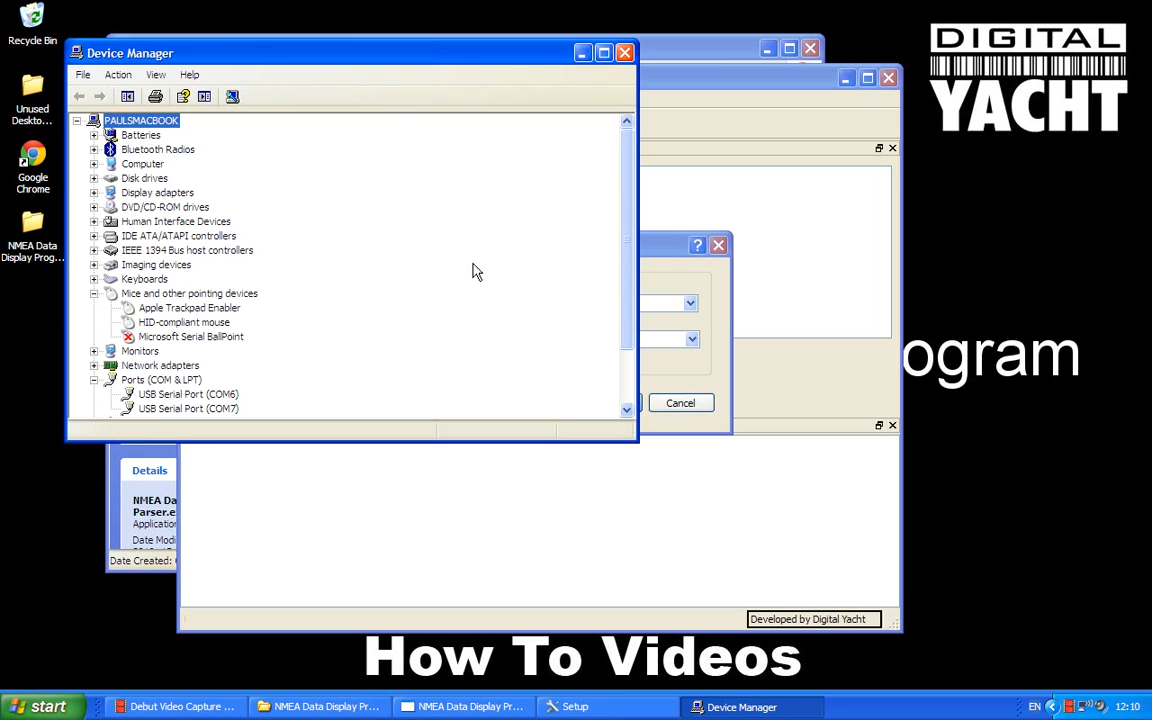 Recycle Bin
Unused
Deskto...
Google
Chrome
NMEA Data
Display Prog...
Device Manager
File Action View Help
PAULSMACBOOK
Batteries
Bluetooth Radios
Computer
Disk drives
Display adapters
DVD/CD-ROM drives
Human Interface Devices
IDE ATA/ATAPI controllers
IEEE 1394 Bus host controllers
Imaging devices
Keyboards
Mice and other pointing devices
Apple Trackpad Enabler
HID-compliant mouse
Microsoft Serial BallPoint
Monitors
Network adapters
Ports (COM & LPT)
USB Serial Port (COM6)
USB Serial Port (COM7)
DIGITAL
YACHT
ogram
Cancel
Details
NMEA Da
Parser.e
Application
Date Modi
Date Created:
Developed by Digital Yacht
How To Videos
start
Debut Video Capture ...
NMEA Data Display Pr...
NMEA Data Display Pr...
Setup
Device Manager
EN
12:10